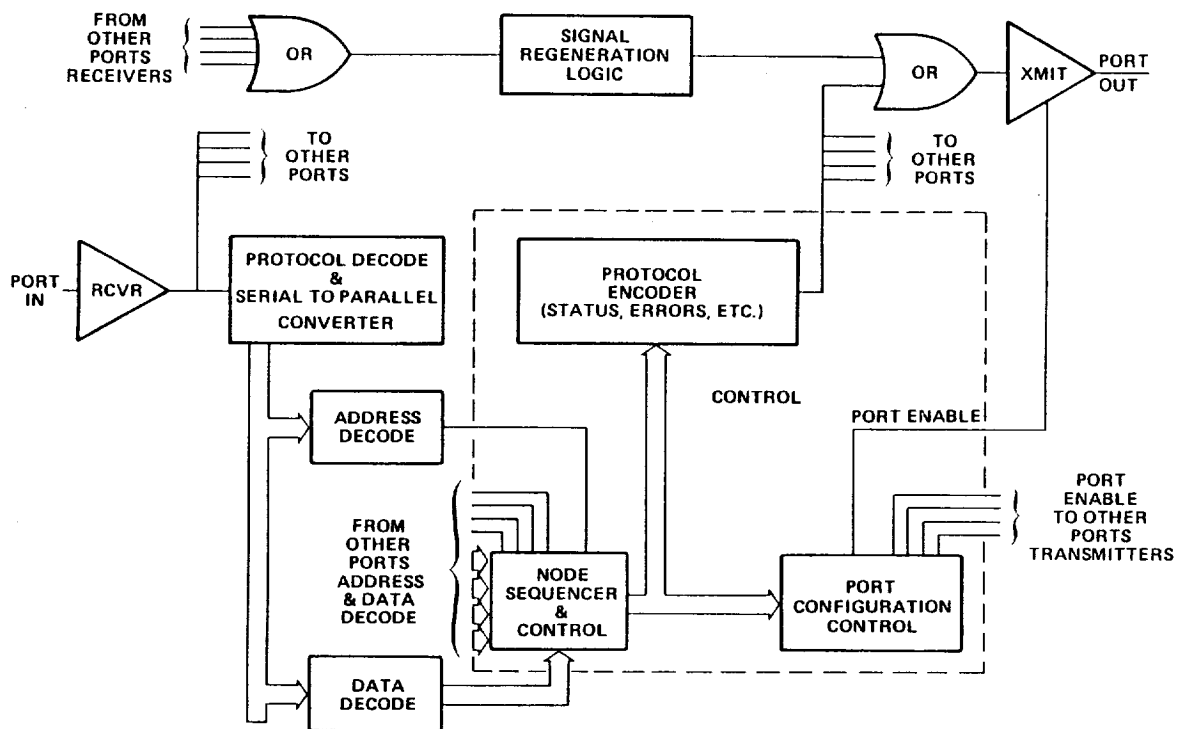 FROM
OTHER
PORTS
RECEIVERS
OR
SIGNAL
REGENERATION
LOGIC
OR
XMIT
PORT
OUT
TO
OTHER
PORTS
TO
OTHER
PORTS
PORT
IN
RCVR
PROTOCOL DECODE
&
SERIAL TO PARALLEL
CONVERTER
PROTOCOL
ENCODER
(STATUS, ERRORS, ETC.)
CONTROL
ADDRESS
DECODE
PORT ENABLE
FROM
OTHER
PORTS
ADDRESS
& DATA
DECODE
NODE
SEQUENCER
&
CONTROL
PORT
CONFIGURATION
CONTROL
PORT
ENABLE
TO OTHER
PORTS
TRANSMITTERS
DATA
DECODE